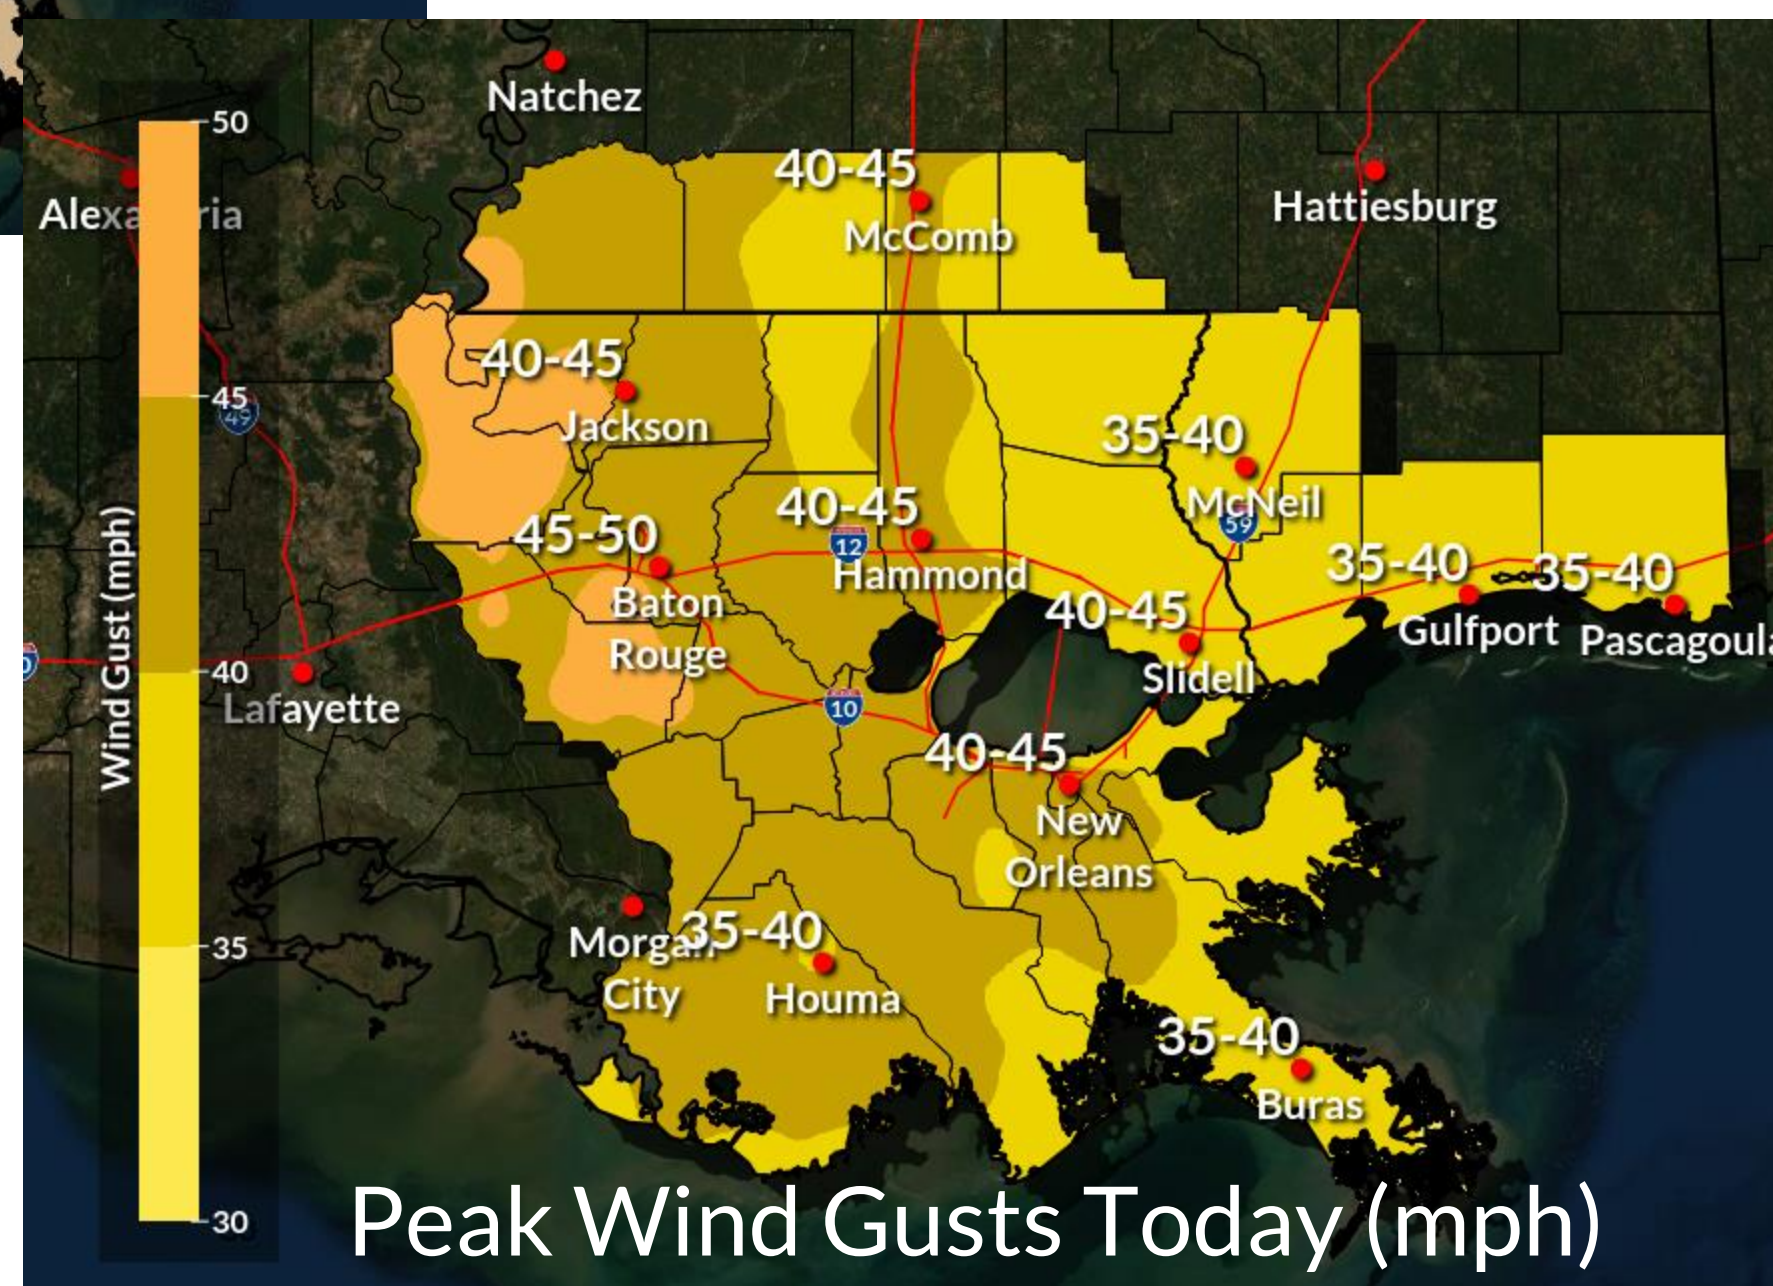 Natchez
50
40-45
McComb
Hattiesburg
Alexandria
40-45
Jackson
45
49
35-40
McNeil
59
45-50
Baton
Rouge
40-45
12
Hammond
35-40
Gulfport
35-40
Pascagoula
40-45
Slidell
40
Lafayette
10
40-45
New
Orleans
Wind Gust (mph)
35
Morgan
City
35-40
Houma
35-40
Buras
30
Peak Wind Gusts Today (mph)